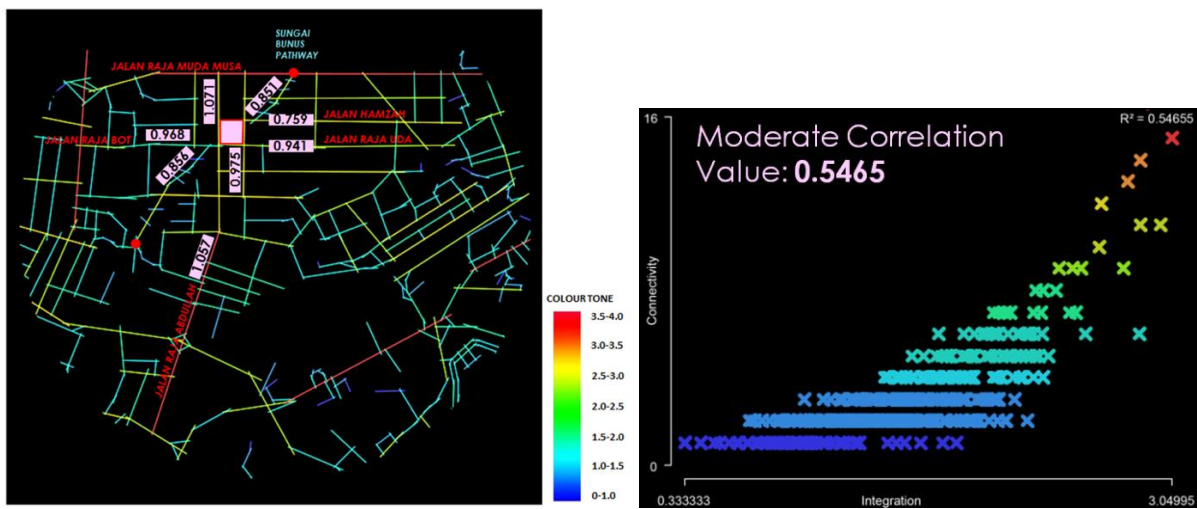 SUNGAI
BUNUS
PATHWAY
JALAN RAJA MUDA MUSA
1.071
0.851
0.759
JALAN HAMZAH
JALAN RAJA BOT
0.968
0.941
JALAN RAJA UDA
0.856
0.975
1.057
JALAN RAJA ABDULLAH
COLOUR TONE
3.5-4.0
3.0-3.5
2.5-3.0
2.0-2.5
1.5-2.0
1.0-1.5
0-1.0
16
R² = 0.54655
Moderate Correlation
Value: 0.5465
Connectivity
0
0.333333
Integration
3.04995